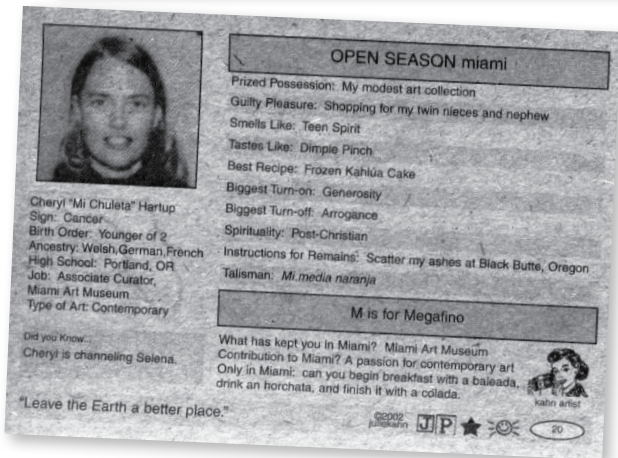 OPEN SEASON miami
Prized Possession: My modest art collection
Guilty Pleasure: Shopping for my twin nieces and nephew
Smells Like: Teen Spirit
Tastes Like: Dimple Pinch
Best Recipe: Frozen Kahlúa Cake
Biggest Turn-on: Generosity
Biggest Turn-off: Arrogance
Spirituality: Post-Christian
Instructions for Remains: Scatter my ashes at Black Butte, Oregon
Talisman: Mi media naranja
Cheryl "Mi Chuleta" Hartup
Sign: Cancer
Birth Order: Younger of 2
Ancestry: Welsh,German,French
High School: Portland, OR
Job: Associate Curator,
Miami Art Museum
Type of Art: Contemporary
Did you Know...
Cheryl is channeling Selena.
M is for Megafino
What has kept you in Miami? Miami Art Museum
Contribution to Miami? A passion for contemporary art
Only in Miami: can you begin breakfast with a baleada,
drink an horchata, and finish it with a colada.
kahn artist
"Leave the Earth a better place."
©2002
juliekahn
JP
20